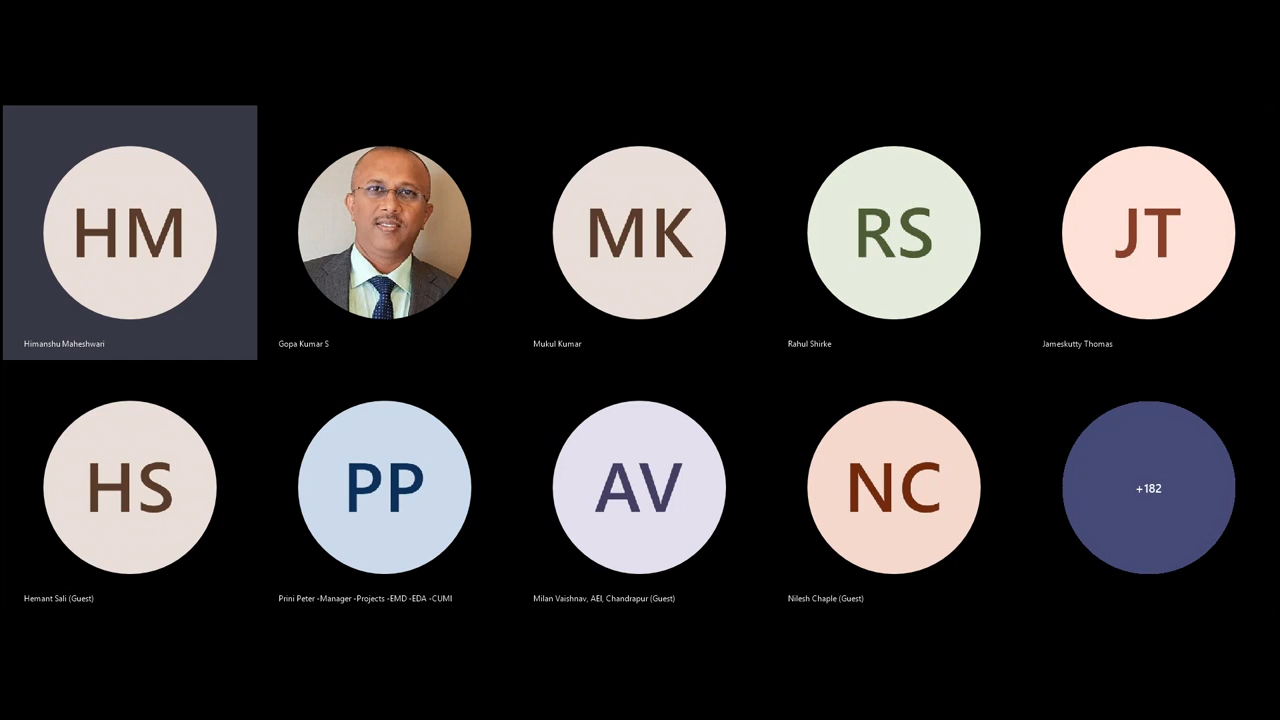 HM
MK
RS
JT
Himanshu Maheshwari
Gopa Kumar S
Mukul Kumar
Rahul Shirke
Jameskutty Thomas
HS
PP
AV
NC
+182
Hemant Sali (Guest)
Prini Peter -Manager -Projects -EMD -EDA -CUMI
Milan Vaishnav, AEI, Chandrapur (Guest)
Nilesh Chaple (Guest)